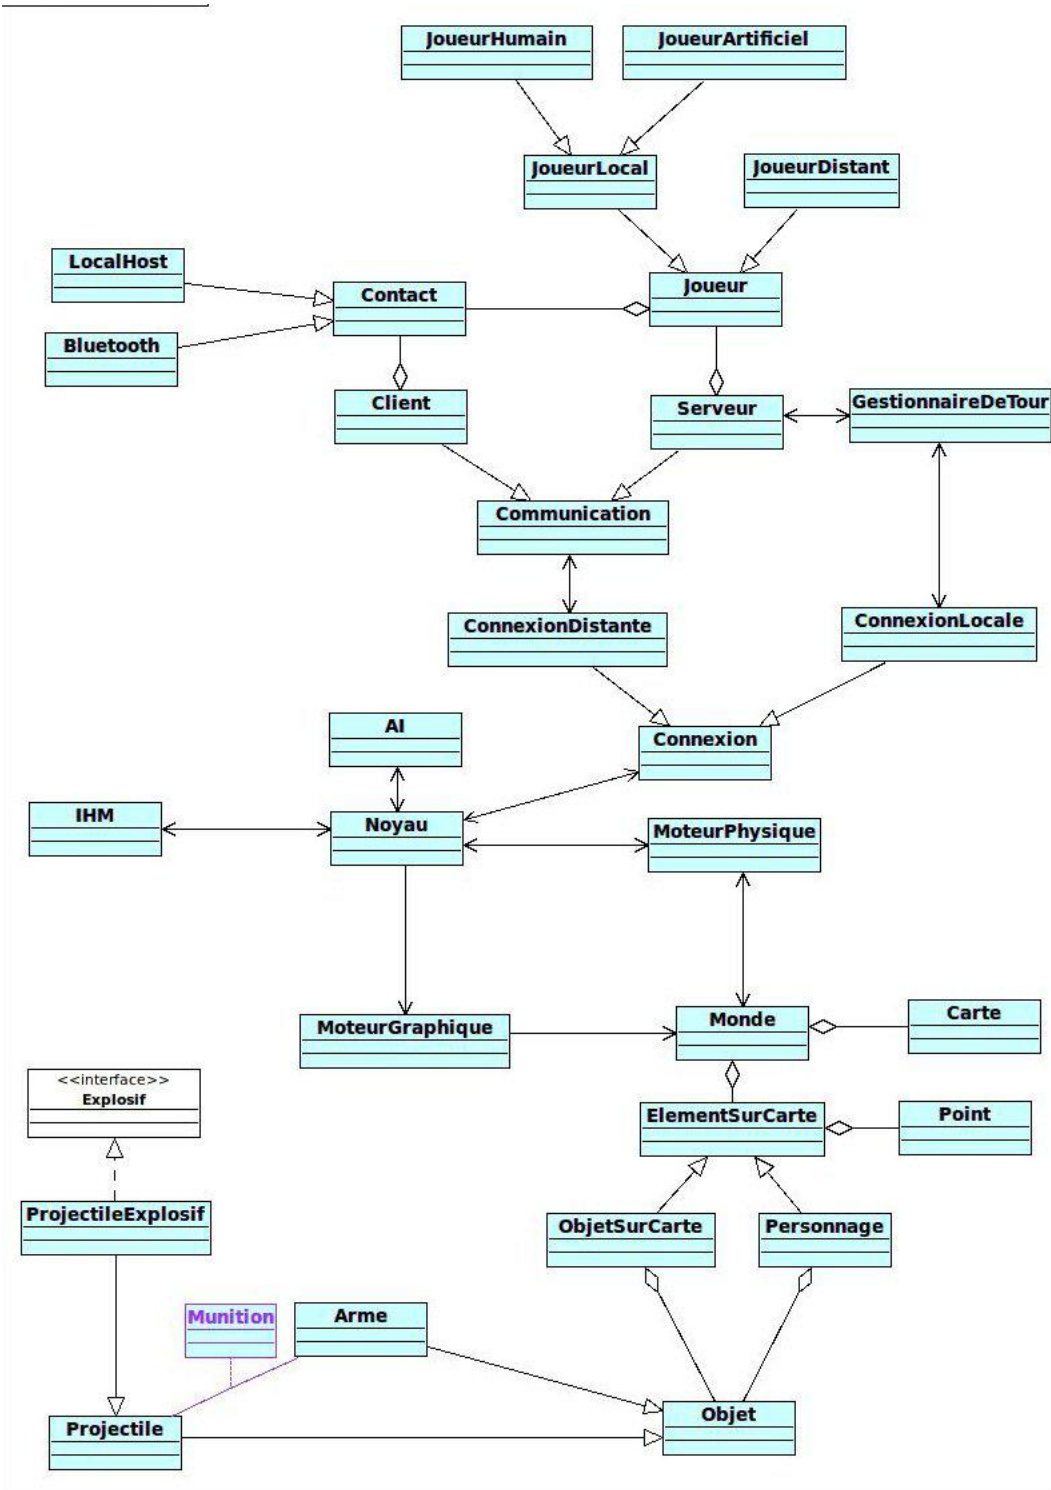 JoueurHumain
JoueurArtificiel
JoueurLocal
JoueurDistant
LocalHost
Contact
Joueur
Bluetooth
Client
Serveur
GestionnaireDeTour
Communication
ConnexionDistante
ConnexionLocale
AI
Connexion
IHM
Noyau
MoteurPhysique
MoteurGraphique
Monde
Carte
<<interface>>
Explosif
ElementSurCarte
Point
ProjectileExplosif
ObjetSurCarte
Personnage
Munition
Arme
Projectile
Objet